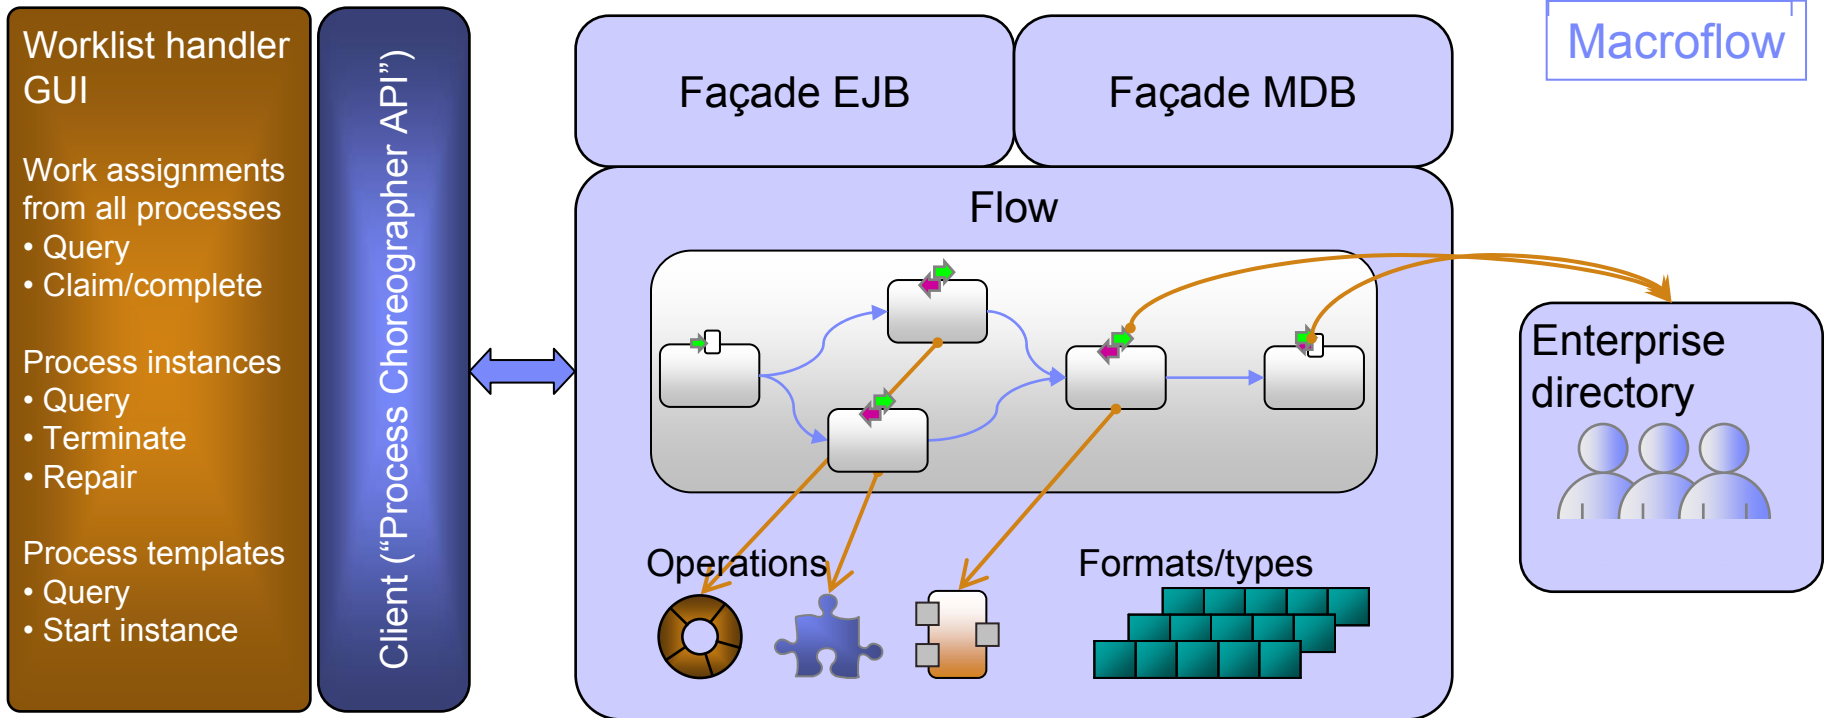 Worklist handler
GUI
Work assignments
from all processes
• Query
• Claim/complete
Process instances
• Query
• Terminate
• Repair
Process templates
• Query
• Start instance
Client (“Process Choreographer API”)
Façade EJB
Façade MDB
Flow
Operations
Formats/types
Macroflow
Enterprise
directory